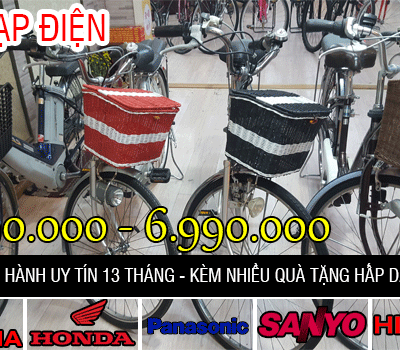 ẠP ĐIỆN
0.000 - 6.990.000
HÀNH UY TÍN 13 THÁNG - KÈM NHIỀU QUÀ TẶNG HẤP D
HONDA Panasonic SANYO HE